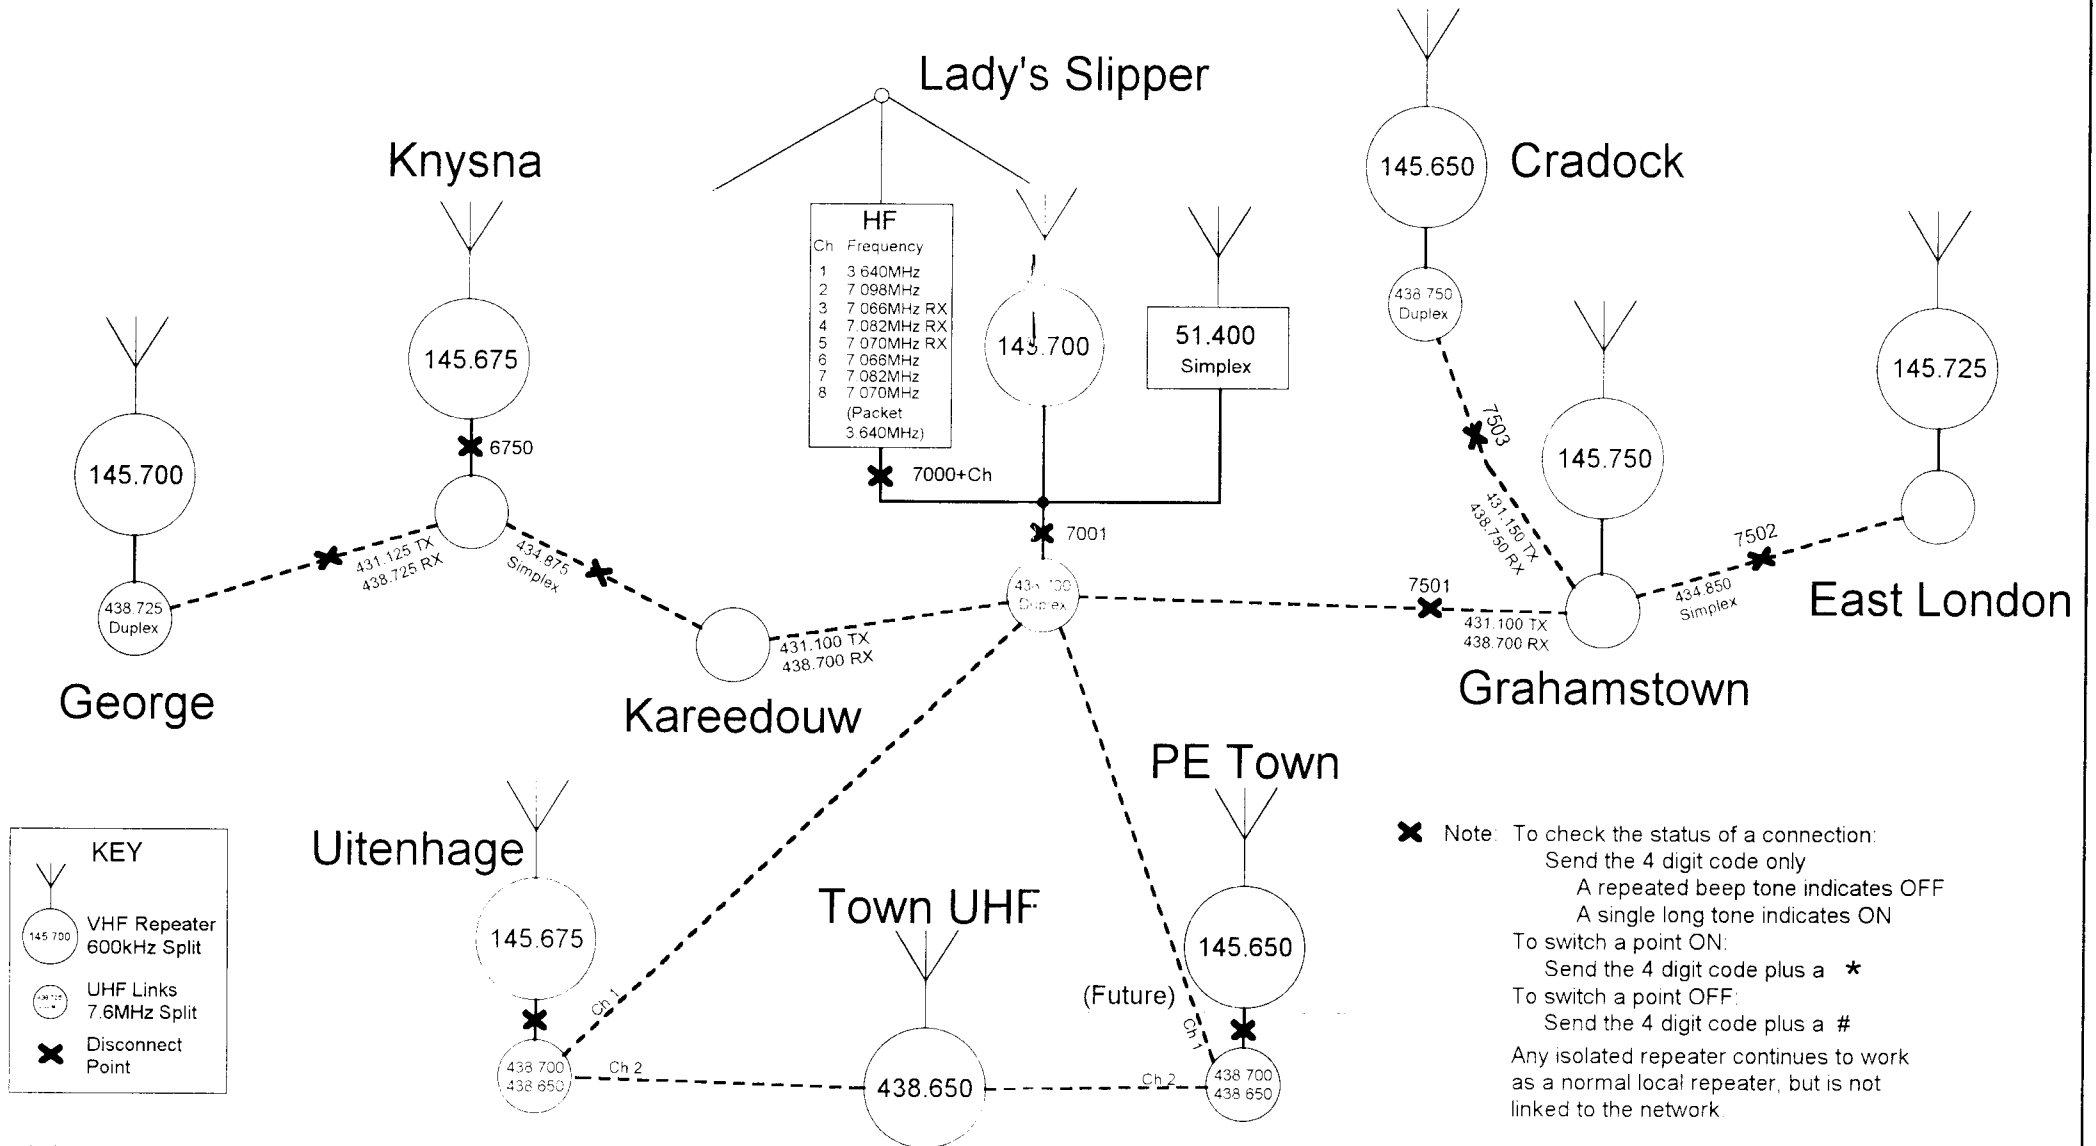 Lady's Slipper
Knysna
Cradock
145.650
HF
Ch Frequency
1 3 640MHz
2 7 098MHz
3 7 066MHz RX
4 7.082MHz RX
5 7 070MHz RX
6 7 066MHz
7 7.082MHz
8 7 070MHz
(Packet
3.640MHz)
51.400
Simplex
145.700
145.675
145.725
438 750
Duplex
6750
145.700
7000+Ch
7503
145.750
431.150 TX
438.750 RX
7001
7502
434.850
Simplex
East London
431.125 TX
438.725 RX
434.875
Simplex
438.725
Duplex
Duplex
7501
431.100 TX
438.700 RX
431.100 TX
438.700 RX
George
Kareedouw
Grahamstown
PE Town
Uitenhage
Town UHF
145.675
145.650
(Future)
Ch 1
Ch 1
438 700
438 650
Ch 2
438.650
Ch 2
438 700
438 650
KEY
145 700
VHF Repeater
600kHz Split
UHF Links
7.6MHz Split
Disconnect
Point
Note: To check the status of a connection:
Send the 4 digit code only
A repeated beep tone indicates OFF
A single long tone indicates ON
To switch a point ON:
Send the 4 digit code plus a *
To switch a point OFF:
Send the 4 digit code plus a #
Any isolated repeater continues to work
as a normal local repeater, but is not
linked to the network.